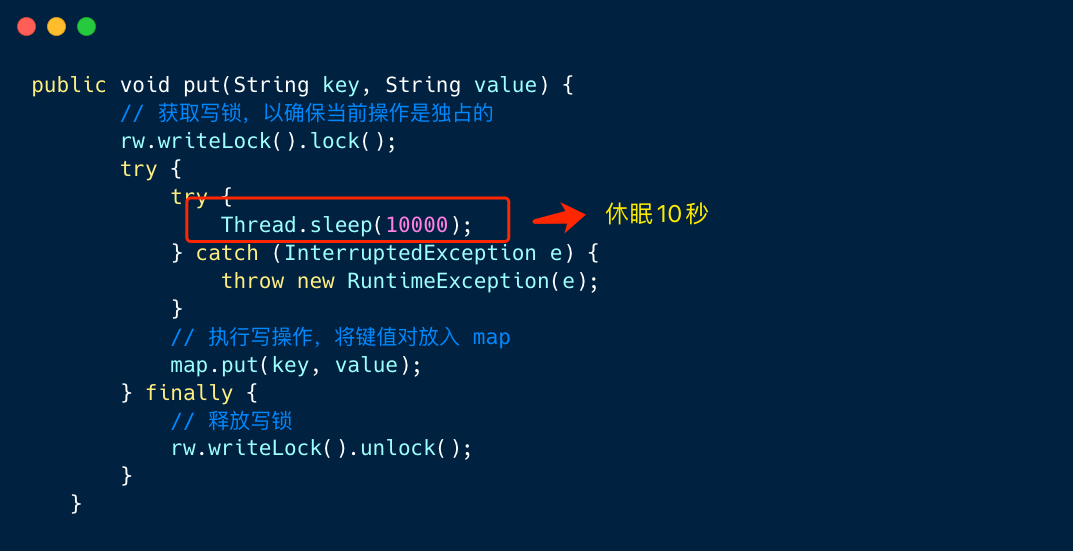 public void put(String key, String value) {
// 获取写锁，以确保当前操作是独占的
rw.writeLock().lock();
try {
try {
Thread.sleep(10000);
休眠10秒
} catch (InterruptedException e) {
throw new RuntimeException(e);
}
// 执行写操作，将键值对放入 map
map.put(key, value);
} finally {
// 释放写锁
rw.writeLock().unlock();
}
}